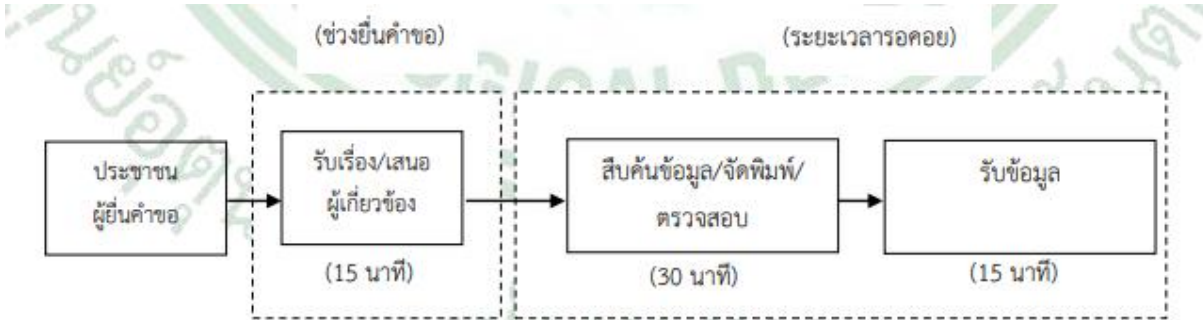 (ช่วงยื่นคำขอ)
(ระยะเวลารอคอย)
ประชาชน
ผู้ยื่นคำขอ
รับเรื่อง/เสนอ
ผู้เกี่ยวข้อง
(15 นาที)
สืบค้นข้อมูล/จัดพิมพ์/
ตรวจสอบ
(30 นาที)
รับข้อมูล
(15 นาที)